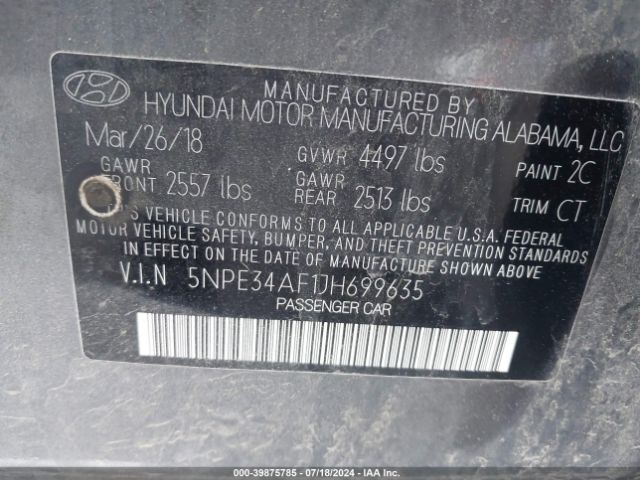 MANUFACTURED BY
HYUNDAI MOTOR MANUFACTURING ALABAMA, LLC
Mar/26/18 GVWR 4497 lbs PAINT 2C
GAWR FRONT 2557 lbs GAWR REAR 2513 lbs TRIM CT
S VEHICLE CONFORMS TO ALL APPLICABLE U.S.A. FEDERAL
MOTOR VEHICLE SAFETY, BUMPER, AND THEFT PREVENTION STANDARDS
IN EFFECT ON THE DATE OF MANUFACTURE SHOWN ABOVE.
V.I.N 5NPE34AF1JH699635
PASSENGER CAR
000-39875785 - 07/18/2024 - IAA Inc.